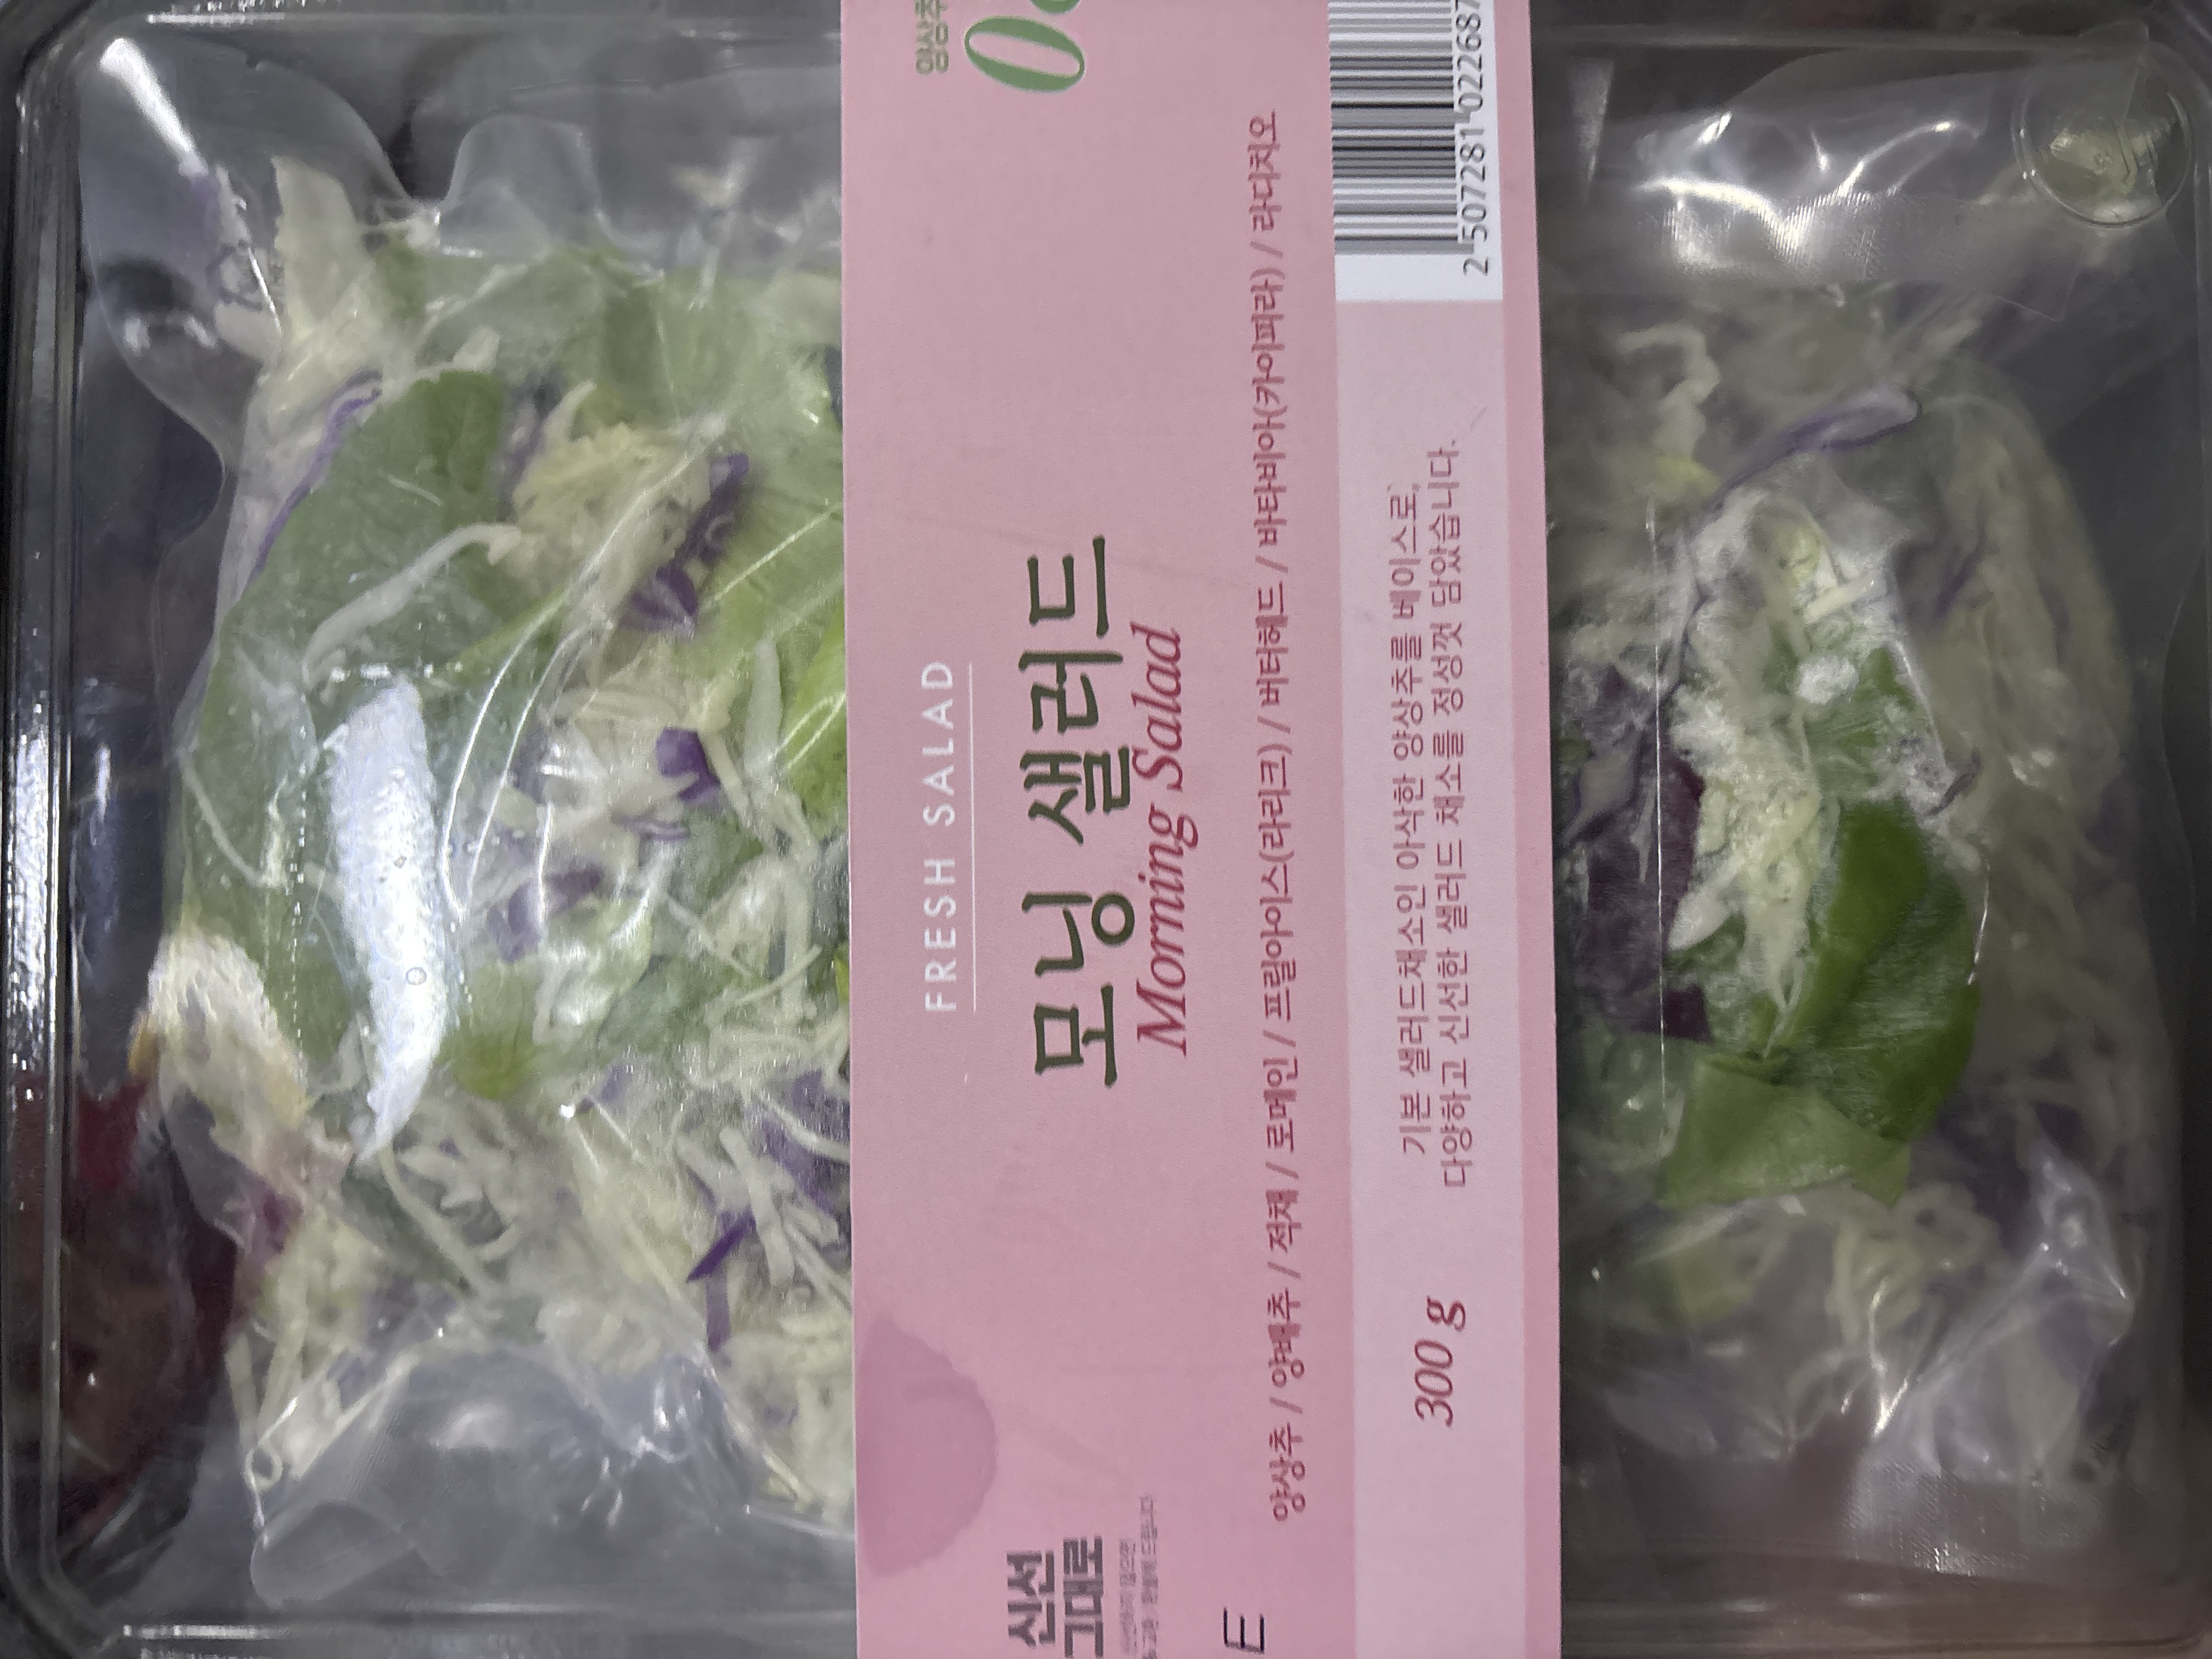 양상추
FRESH SALAD
모닝 샐러드
Morning Salad
신선
그대로
양상추 / 양배추 / 적채 / 로메인 / 프릴아이스(라리크) / 버터헤드 / 바타비아(카이피라) / 라디치오
E
300 g
기본 샐러드채소인 아삭한 양상추를 베이스로,
다양하고 신선한 샐러드 채소를 정성껏 담았습니다.
2 507281 022687